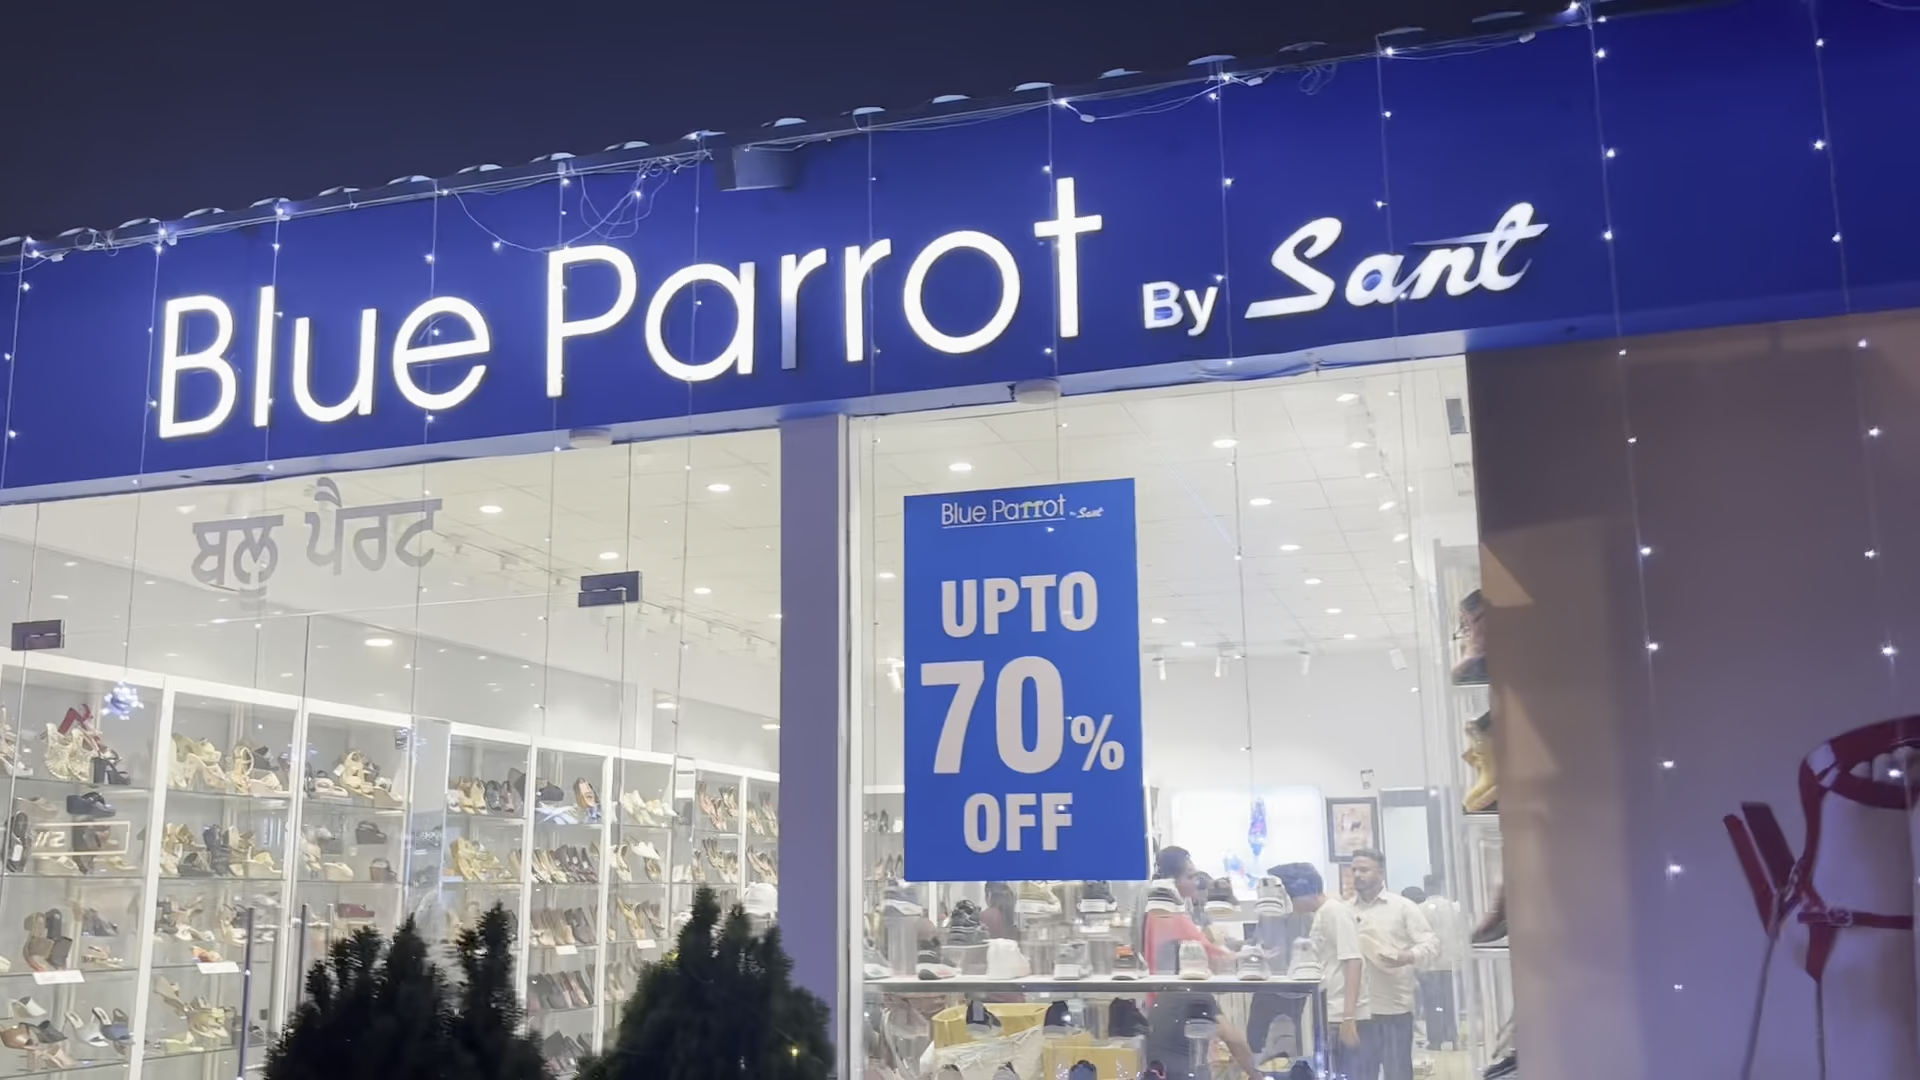 Blue Parrot By Sant
ਬਲੂ ਪੈਰਟ
Blue Parrot By Sant
UPTO
70%
OFF